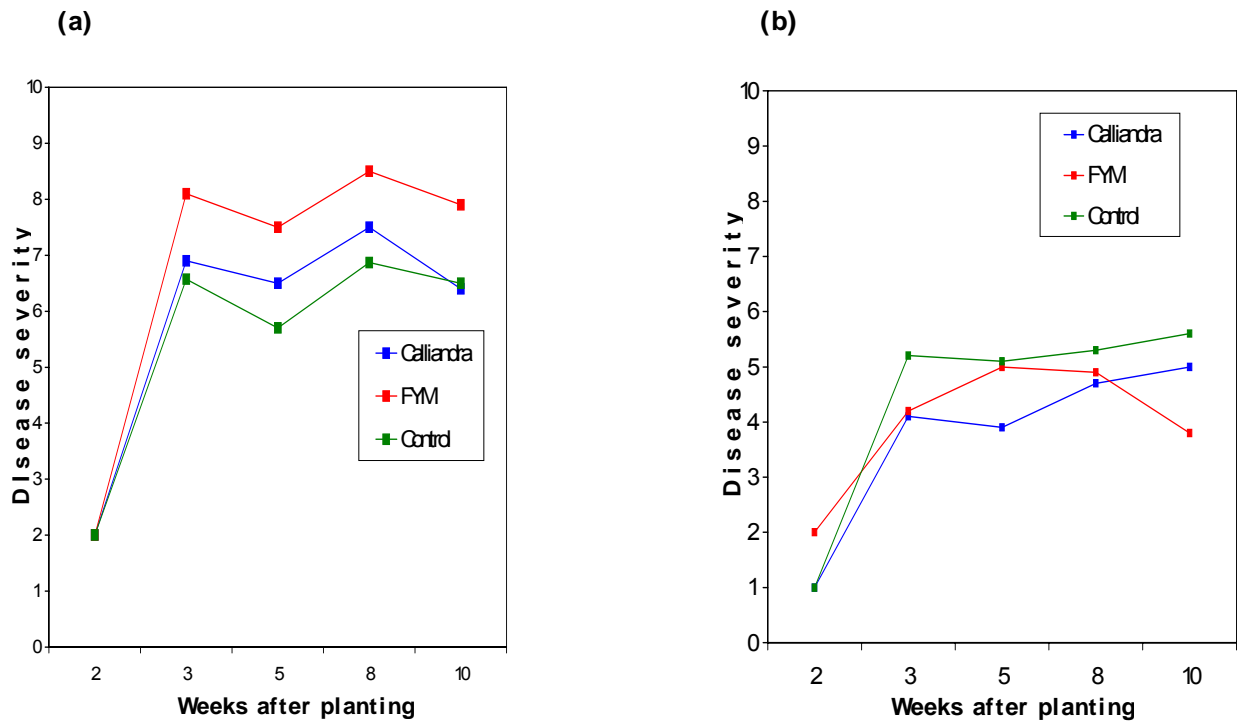 (a)
10
9
8
7
6
5
4
3
2
1
0
DIsease severity
Calliandra
FYM
Control
2 3 5 8 10
Weeks after planting
(b)
10
9
8
7
6
5
4
3
2
1
0
Disease severity
Calliandra
FYM
Control
2 3 5 8 10
Weeks after planting